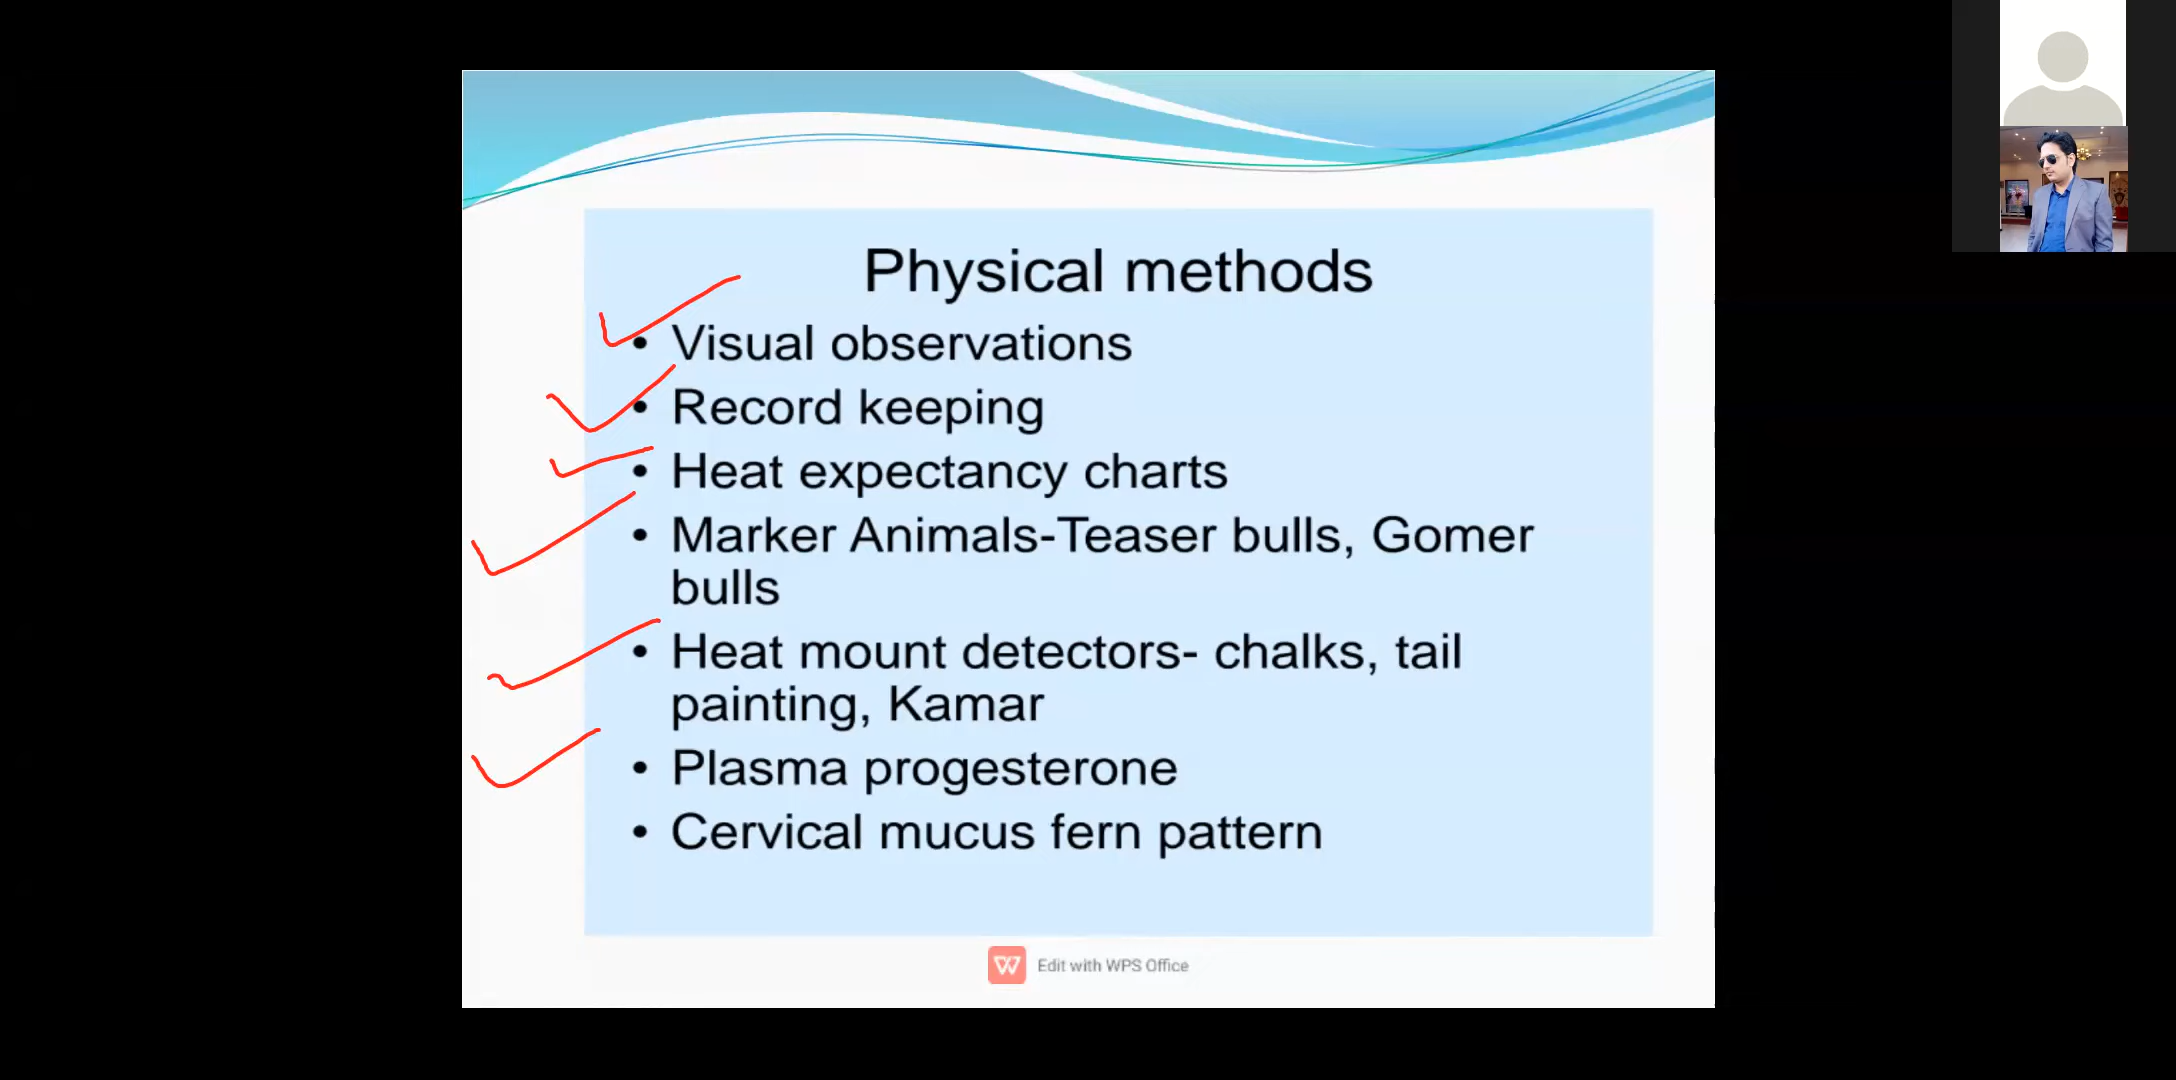 Physical methods
• Visual observations
• Record keeping
• Heat expectancy charts
• Marker Animals-Teaser bulls, Gomer
bulls
• Heat mount detectors- chalks, tail
painting, Kamar
• Plasma progesterone
• Cervical mucus fern pattern
Edit with WPS Office